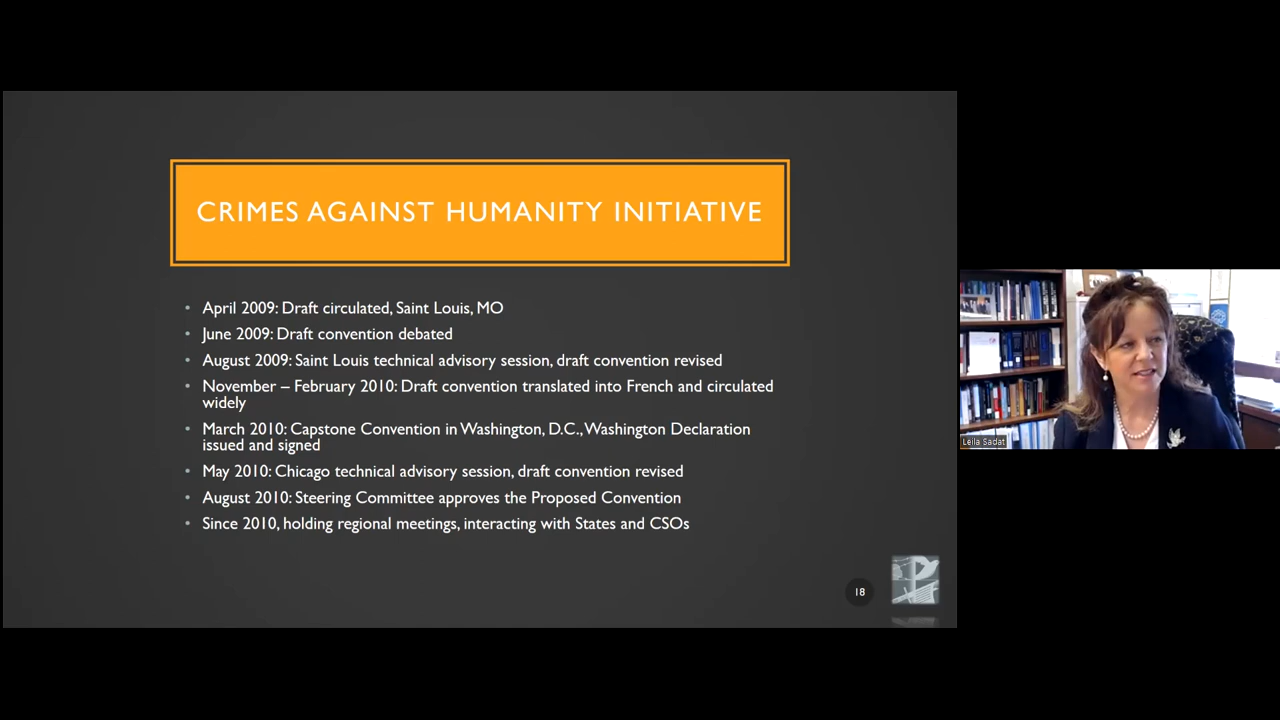 CRIMES AGAINST HUMANITY INITIATIVE
• April 2009: Draft circulated, Saint Louis, MO
• June 2009: Draft convention debated
• August 2009: Saint Louis technical advisory session, draft convention revised
• November – February 2010: Draft convention translated into French and circulated
widely
• March 2010: Capstone Convention in Washington, D.C., Washington Declaration
issued and signed
• May 2010: Chicago technical advisory session, draft convention revised
• August 2010: Steering Committee approves the Proposed Convention
• Since 2010, holding regional meetings, interacting with States and CSOs
18
Leila Sadat